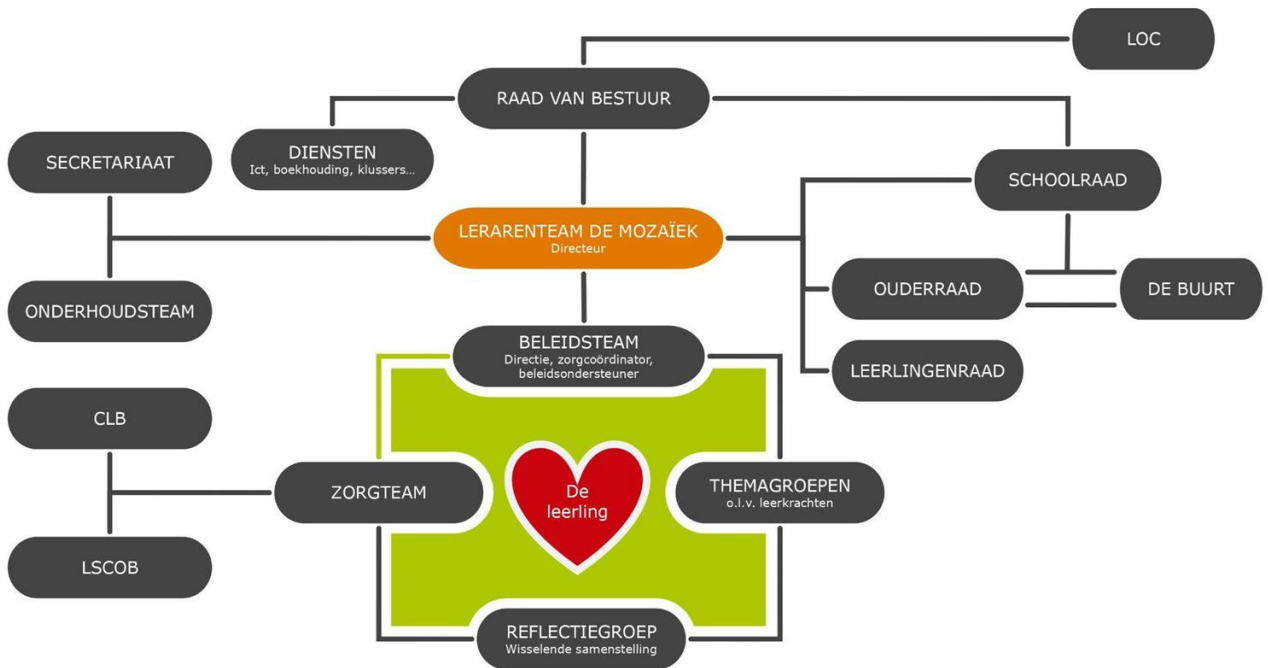 LOC
RAAD VAN BESTUUR
DIENSTEN
Ict, boekhouding, klussers...
SECRETARIAAT
SCHOOLRAAD
LERARENTEAM DE MOZAÏEK
Directeur
ONDERHOUDSTEAM
OUDERRAAD
DE BUURT
BELEIDSTEAM
Directie, zorgcoördinator,
beleidsondersteuner
LEERLINGENRAAD
CLB
ZORGTEAM
De
leerling
THEMAGROEPEN
o.l.v. leerkrachten
LSCOB
REFLECTIEGROEP
Wisselende samenstelling